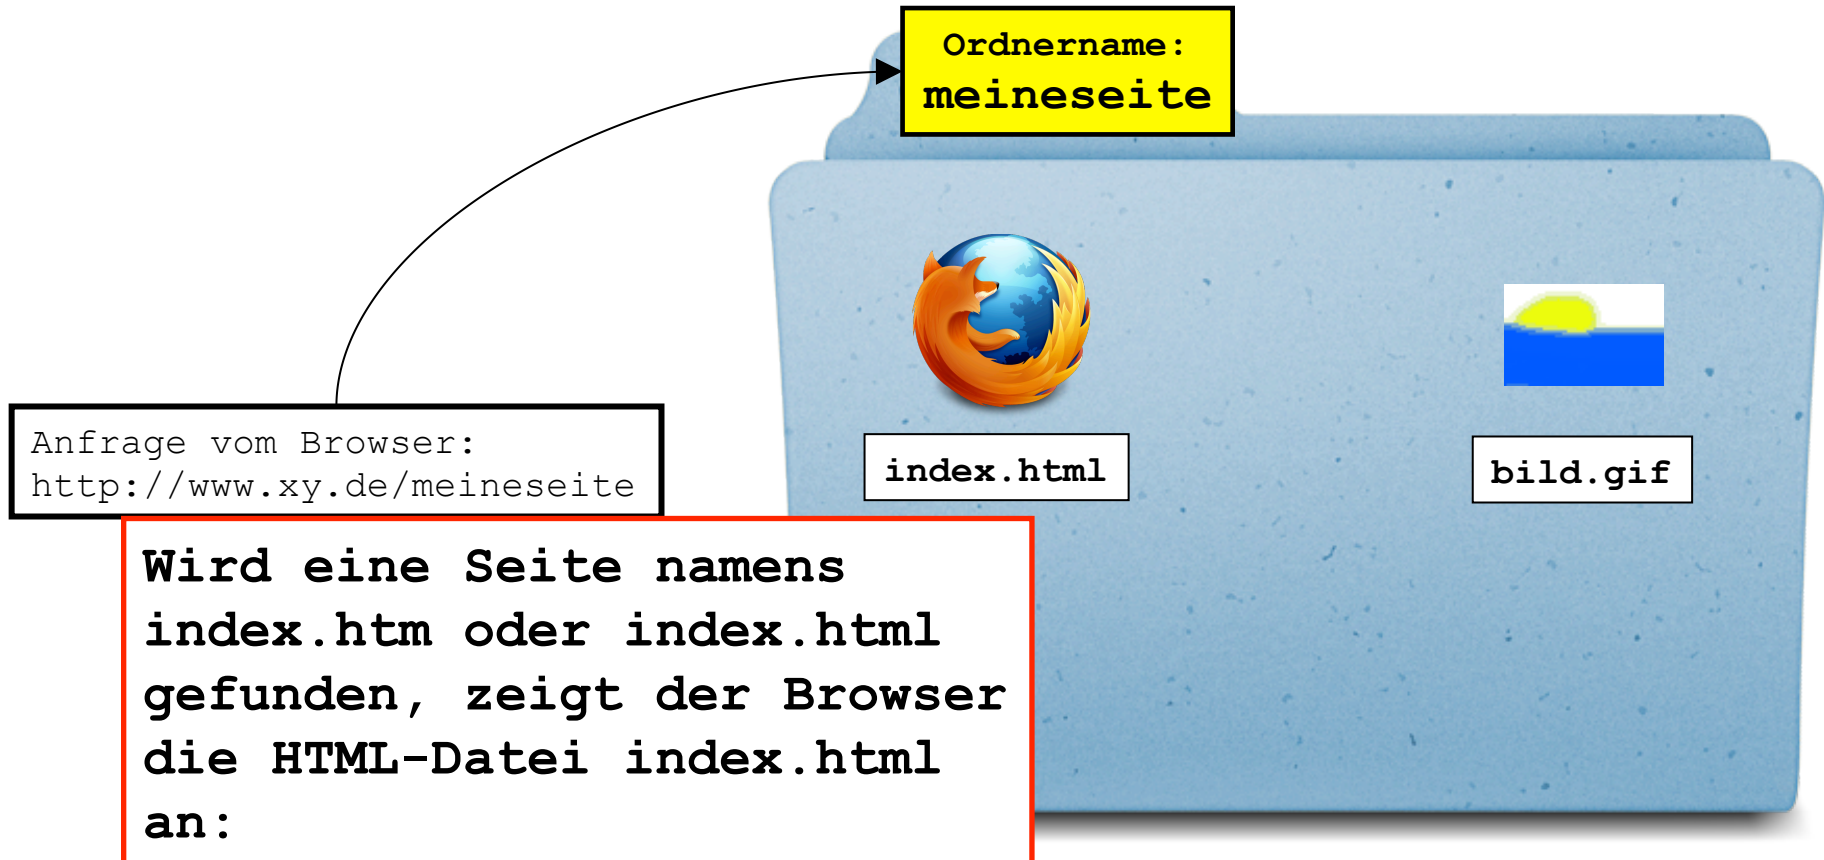 Ordnername:
meineseite
Anfrage vom Browser:
http://www.xy.de/meineseite
index.html
bild.gif
Wird eine Seite namens
index.htm oder index.html
gefunden, zeigt der Browser
die HTML-Datei index.html
an: